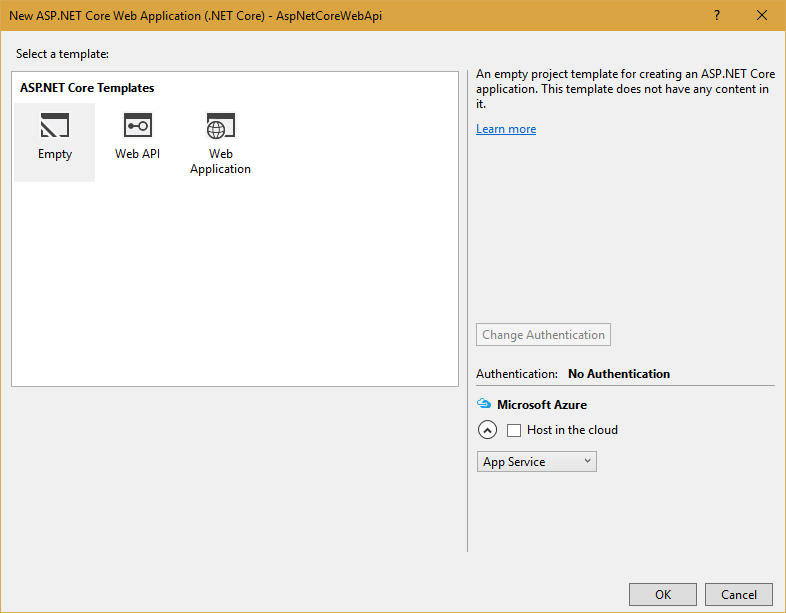 New ASP.NET Core Web Application (.NET Core) - AspNetCoreWebApi
?
Select a template:
ASP.NET Core Templates
Empty
Web API
Web
Application
An empty project template for creating an ASP.NET Core
application. This template does not have any content in
it.
Learn more
Change Authentication
Authentication: No Authentication
Microsoft Azure
Host in the cloud
App Service
OK
Cancel